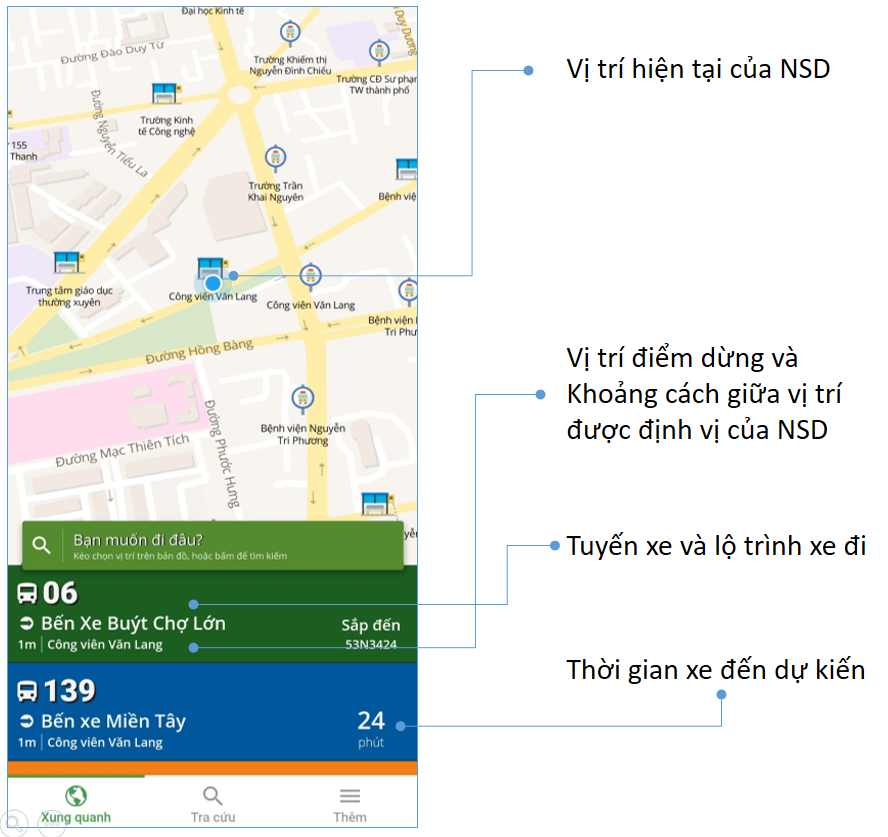 Đại học Kinh tế
Đường Đào Duy Từ
Trường Khiếm thị
Nguyễn Đình Chiểu
Duy Dương
Trường CĐ Sư phạm
TW thành phố
Đường Nguyễn Tiểu La
Trường Kinh
tế Công nghệ
155
Thanh
Trường Trần
Khai Nguyên
Bệnh viện
Trung tâm giáo dục
thường xuyên
Công viên Văn Lang
Công viên Văn Lang
Bệnh viện
Tri Phương
Đường Hồng Bàng
Bệnh viện Nguyễn
Tri Phương
Đường Mạc Thiên Tích
Đường Phước Hưng
Bạn muốn đi đâu?
Kéo chọn vị trí trên bản đồ, hoặc bấm để tìm kiếm
06
Bến Xe Buýt Chợ Lớn
Sắp đến
1m | Công viên Văn Lang
53N3424
139
Bến xe Miền Tây
24
1m | Công viên Văn Lang
phút
Xung quanh
Tra cứu
Thêm
Vị trí hiện tại của NSD
Vị trí điểm dừng và
Khoảng cách giữa vị trí
được định vị của NSD
Tuyến xe và lộ trình xe đi
Thời gian xe đến dự kiến